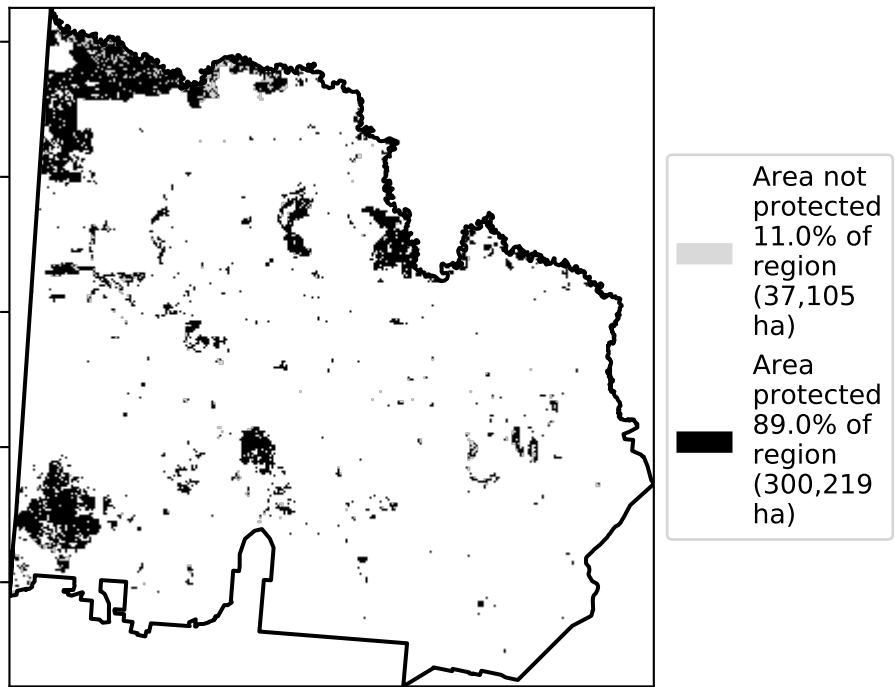 Area not
protected
11.0% of
region
(37,105
ha)
Area
protected
89.0% of
region
(300,219
ha)